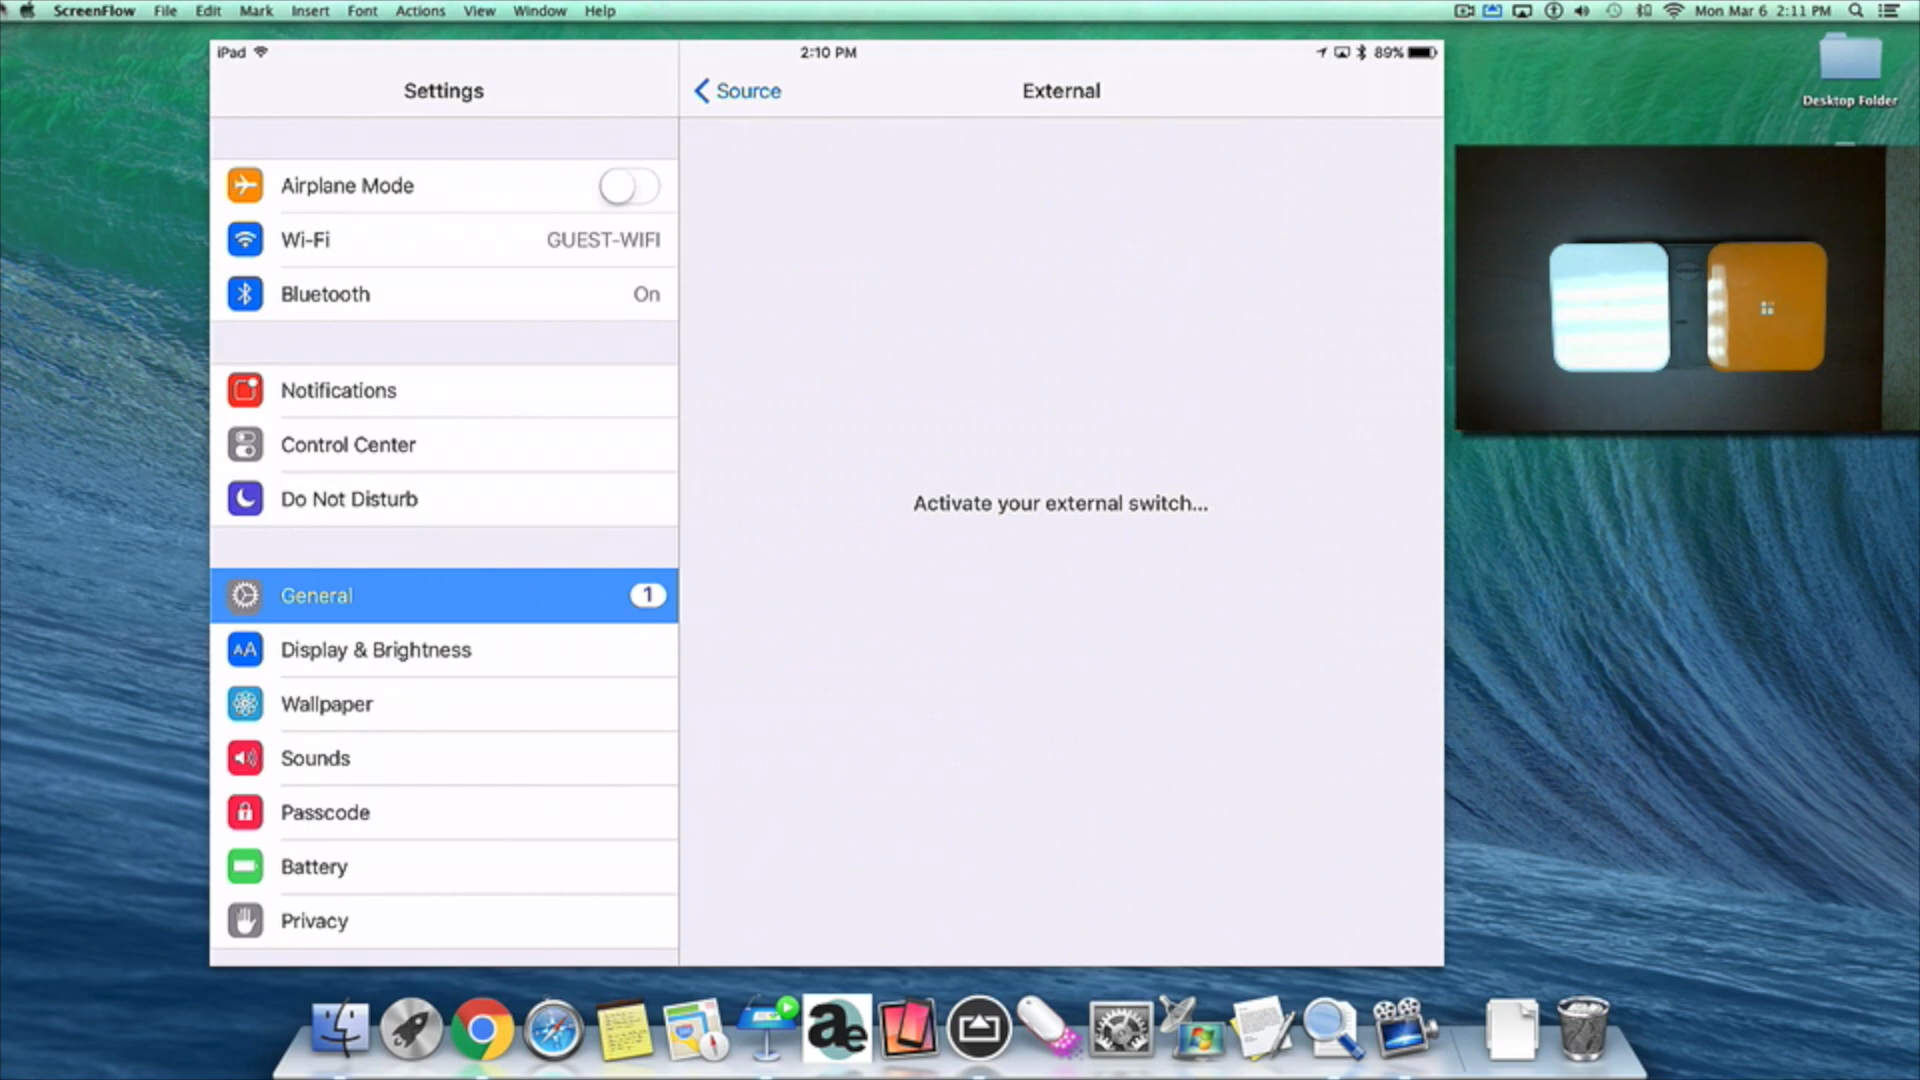 ScreenFlow File Edit Mark Insert Font Actions View Window Help Mon Mar 6 2:11 PM
iPad 2:10 PM 89%
Settings
Source External
Desktop Folder
Airplane Mode
Wi-Fi GUEST-WIFI
Bluetooth On
Notifications
Control Center
Do Not Disturb
Activate your external switch...
General 1
AA Display & Brightness
Wallpaper
Sounds
Passcode
Battery
Privacy
ae